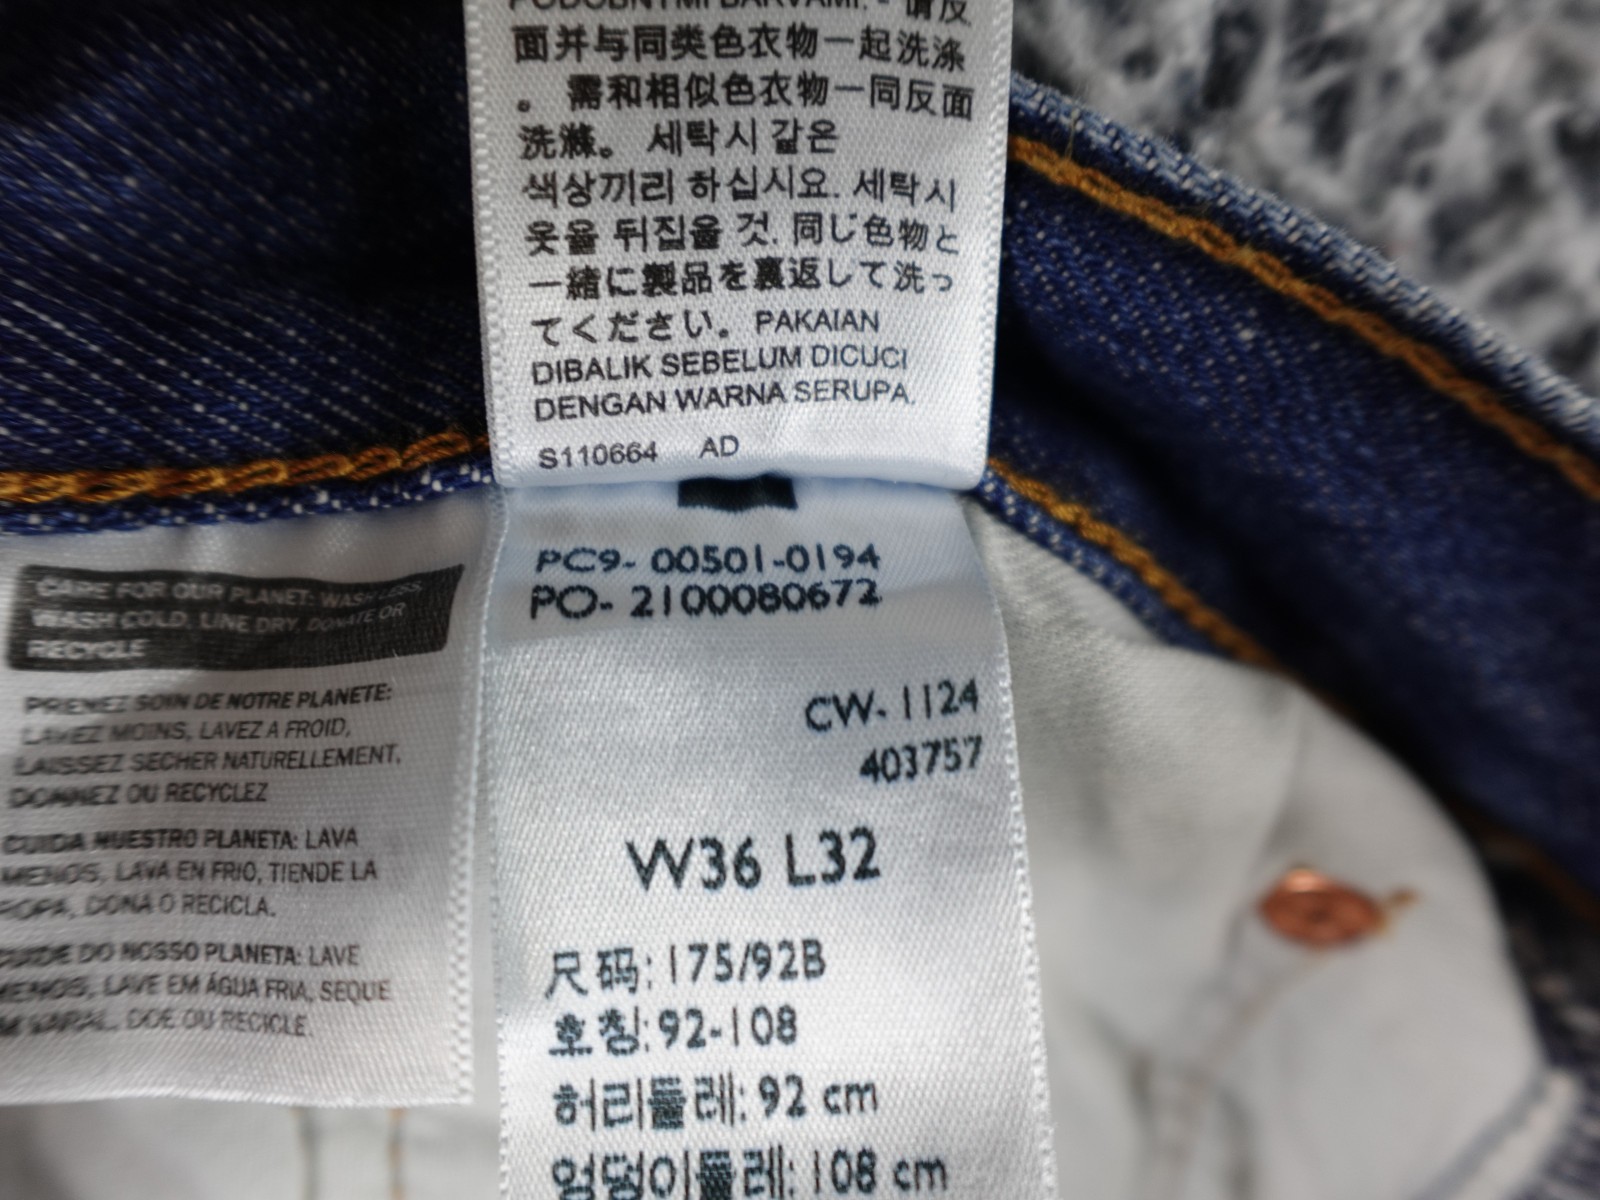 PODOBNÝMI BARVAMI. - 请反
面并与同类色衣物一起洗涤
。 需和相似色衣物一同反面
洗滌。 세탁시 같은
색상끼리 하십시요. 세탁시
옷을 뒤집을 것. 同じ色物と
一緒に製品を裏返して洗っ
てください。 PAKAIAN
DIBALIK SEBELUM DICUCI
DENGAN WARNA SERUPA.
S110664 AD
CARE FOR OUR PLANET: WASH LESS,
WASH COLD, LINE DRY, DONATE OR
RECYCLE
PRENEZ SOIN DE NOTRE PLANETE:
LAVEZ MOINS, LAVEZ A FROID,
LAISSEZ SECHER NATURELLEMENT,
DONNEZ OU RECYCLEZ
CUIDA NUESTRO PLANETA: LAVA
MENOS, LAVA EN FRIO, TIENDE LA
ROPA, DONA O RECICLA.
CUIDE DO NOSSO PLANETA: LAVE
MENOS, LAVE EM ÁGUA FRIA, SEQUE
M VARAL, DOE OU RECICLE.
PC9- 00501-0194
PO- 2100080672
CW- 1124
403757
W36 L32
尺码: 175/92B
호칭: 92-108
허리둘레: 92 cm
엉덩이둘레: 108 cm